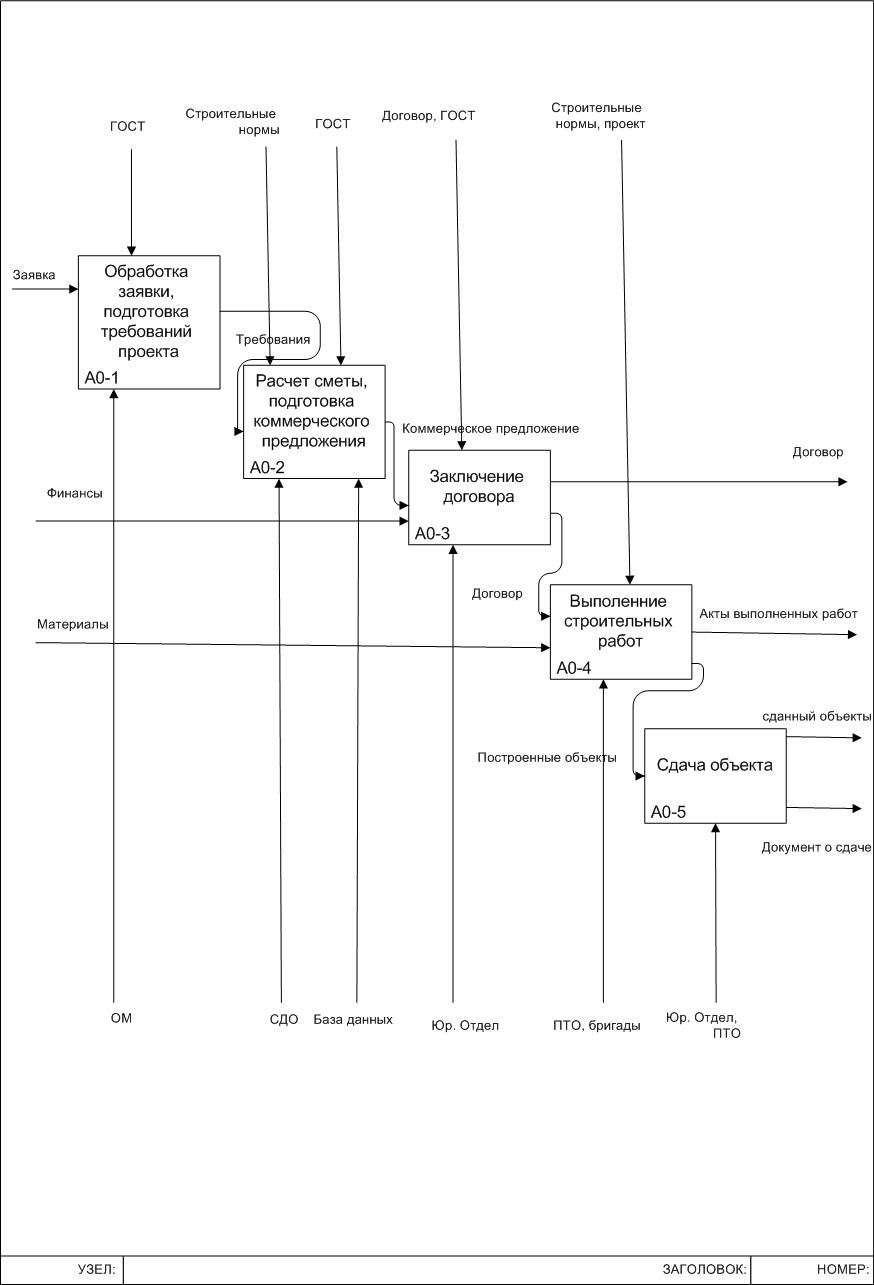 Строительные
нормы
ГОСТ
ГОСТ
Договор, ГОСТ
Строительные
нормы, проект
Заявка
Обработка
заявки,
подготовка
требований
проекта
A0-1
Требования
Расчет сметы,
подготовка
коммерческого
предложения
A0-2
Коммерческое предложение
Договор
Заключение
договора
A0-3
Финансы
Договор
Материалы
Выполенние
строительных
работ
A0-4
Акты выполненных работ
сданный объекты
Построенные объекты
Сдача объекта
A0-5
Документ о сдаче
ОМ
СДО
База данных
Юр. Отдел
ПТО, бригады
Юр. Отдел,
ПТО
УЗЕЛ:
ЗАГОЛОВОК:
НОМЕР: